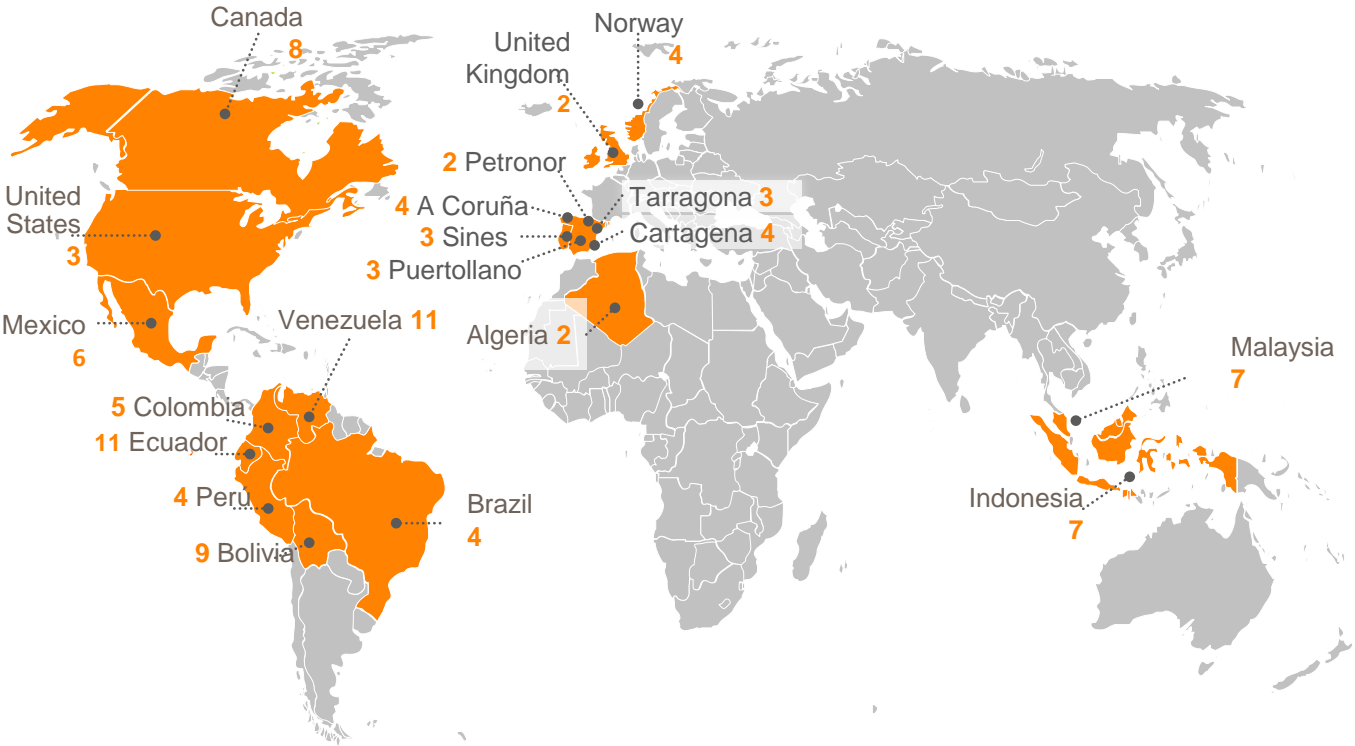 Canada
8
Norway
4
United
Kingdom
2
2 Petronor
Tarragona 3
4 A Coruña
Cartagena 4
3 Sines
3 Puertollano
United
States
3
Mexico
6
Venezuela 11
Algeria 2
Malaysia
7
5 Colombia
11 Ecuador
4 Perú
Brazil
4
Indonesia
7
9 Bolivia